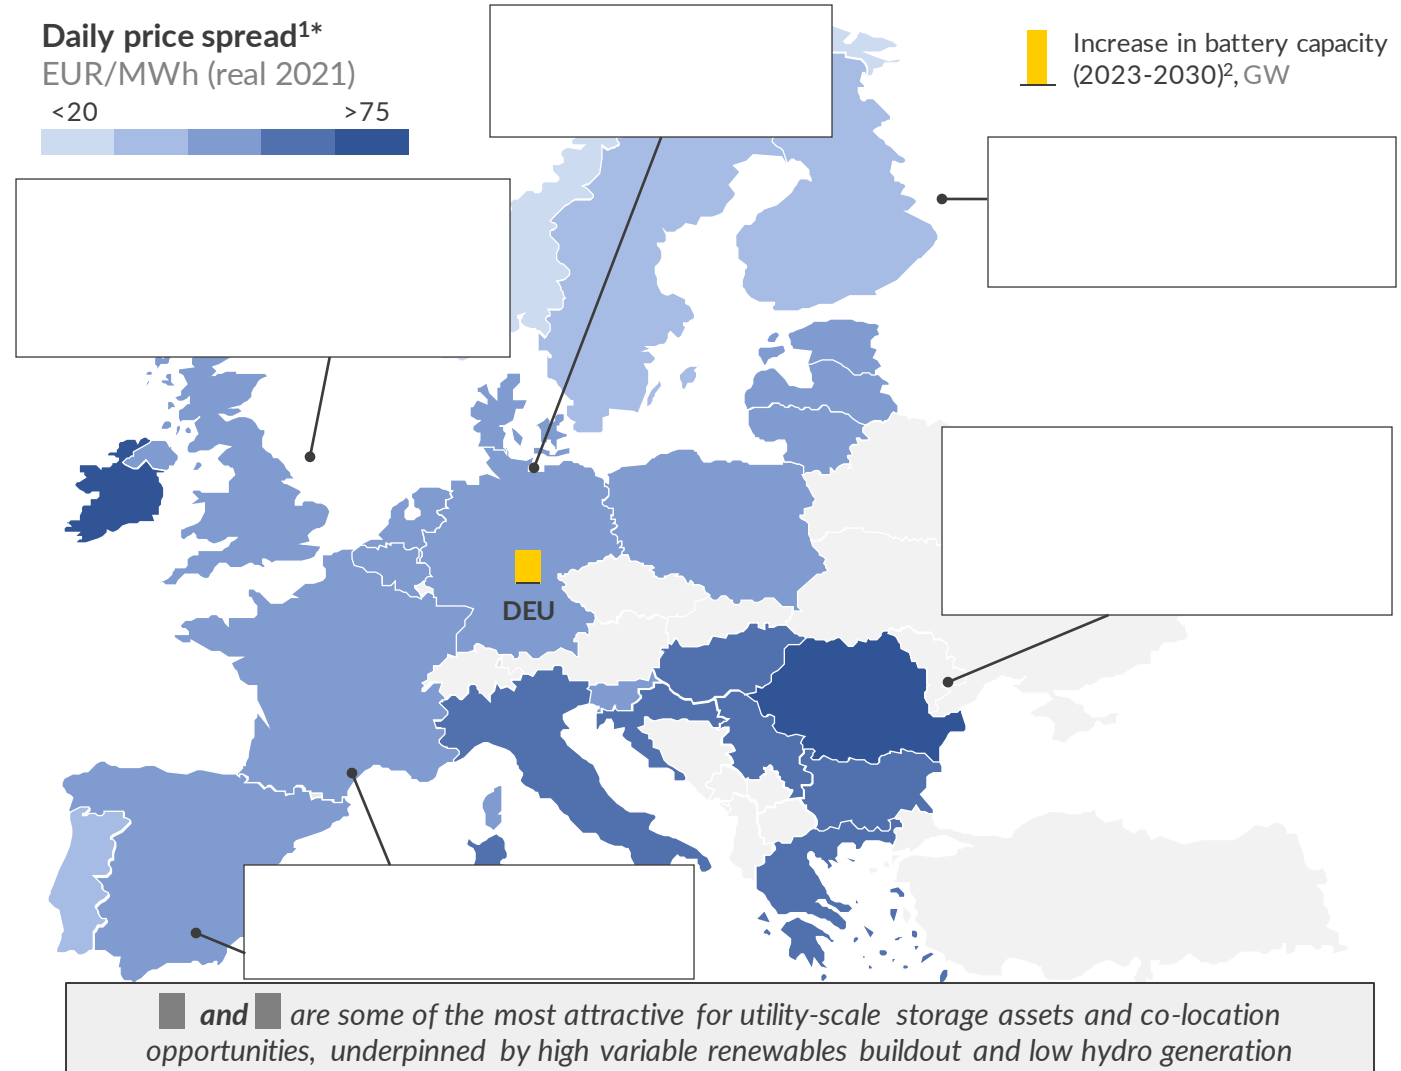 Daily price spread¹*
EUR/MWh (real 2021)
<20 >75
Increase in battery capacity
(2023-2030)², GW
DEU
and are some of the most attractive for utility-scale storage assets and co-location
opportunities, underpinned by high variable renewables buildout and low hydro generation